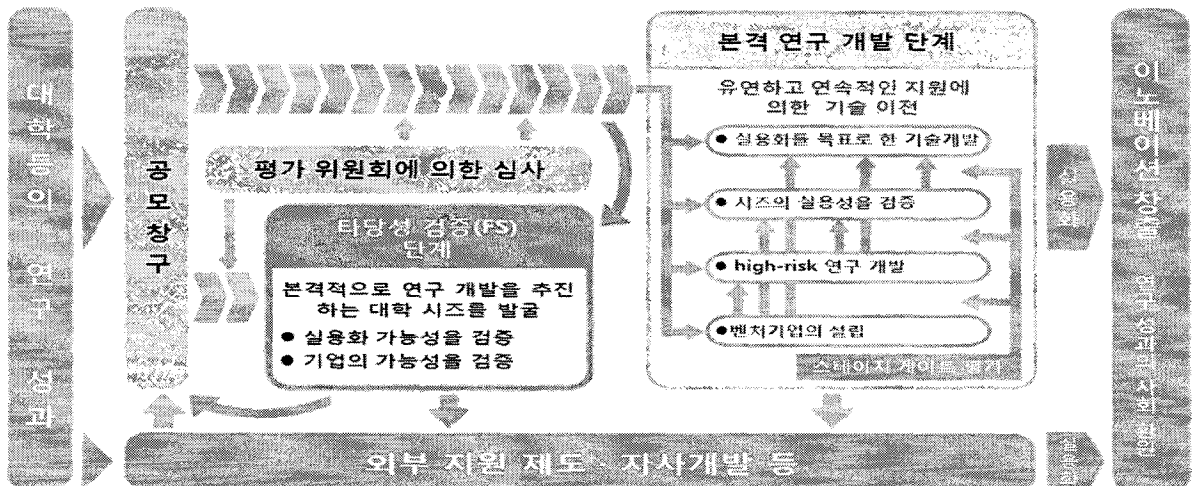 대학 등의 연구 성과
공모창구
평가 위원회에 의한 심사
타당성 검증(FS)
단계
본격적으로 연구 개발을 추진
하는 대학 시즈를 발굴
● 실용화 가능성을 검증
● 기업의 가능성을 검증
본격 연구 개발 단계
유연하고 연속적인 지원에
의한 기술 이전
● 실용화를 목표로 한 기술개발
● 시즈의 실용성을 검증
● high-risk 연구 개발
● 벤처기업의 설립
스테이지 게이트 평가
외부 지원 제도 · 자사개발 등
실용화
실용화
이노베이션창출
연구 성과의 사회 환원